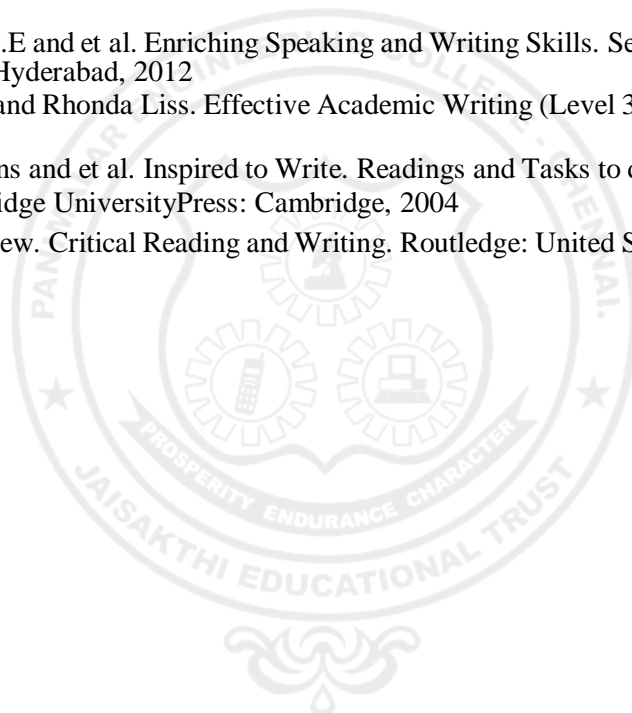 .E and et al. Enriching Speaking and Writing Skills. Se
Hyderabad, 2012
and Rhonda Liss. Effective Academic Writing (Level 3
ns and et al. Inspired to Write. Readings and Tasks to
idge UniversityPress: Cambridge, 2004
ew. Critical Reading and Writing. Routledge: United S
COLLEGE - CHENNAI.
PROSPERITY ENDURANCE CHARACTER
JAISAKTHI EDUCATIONAL TRUST